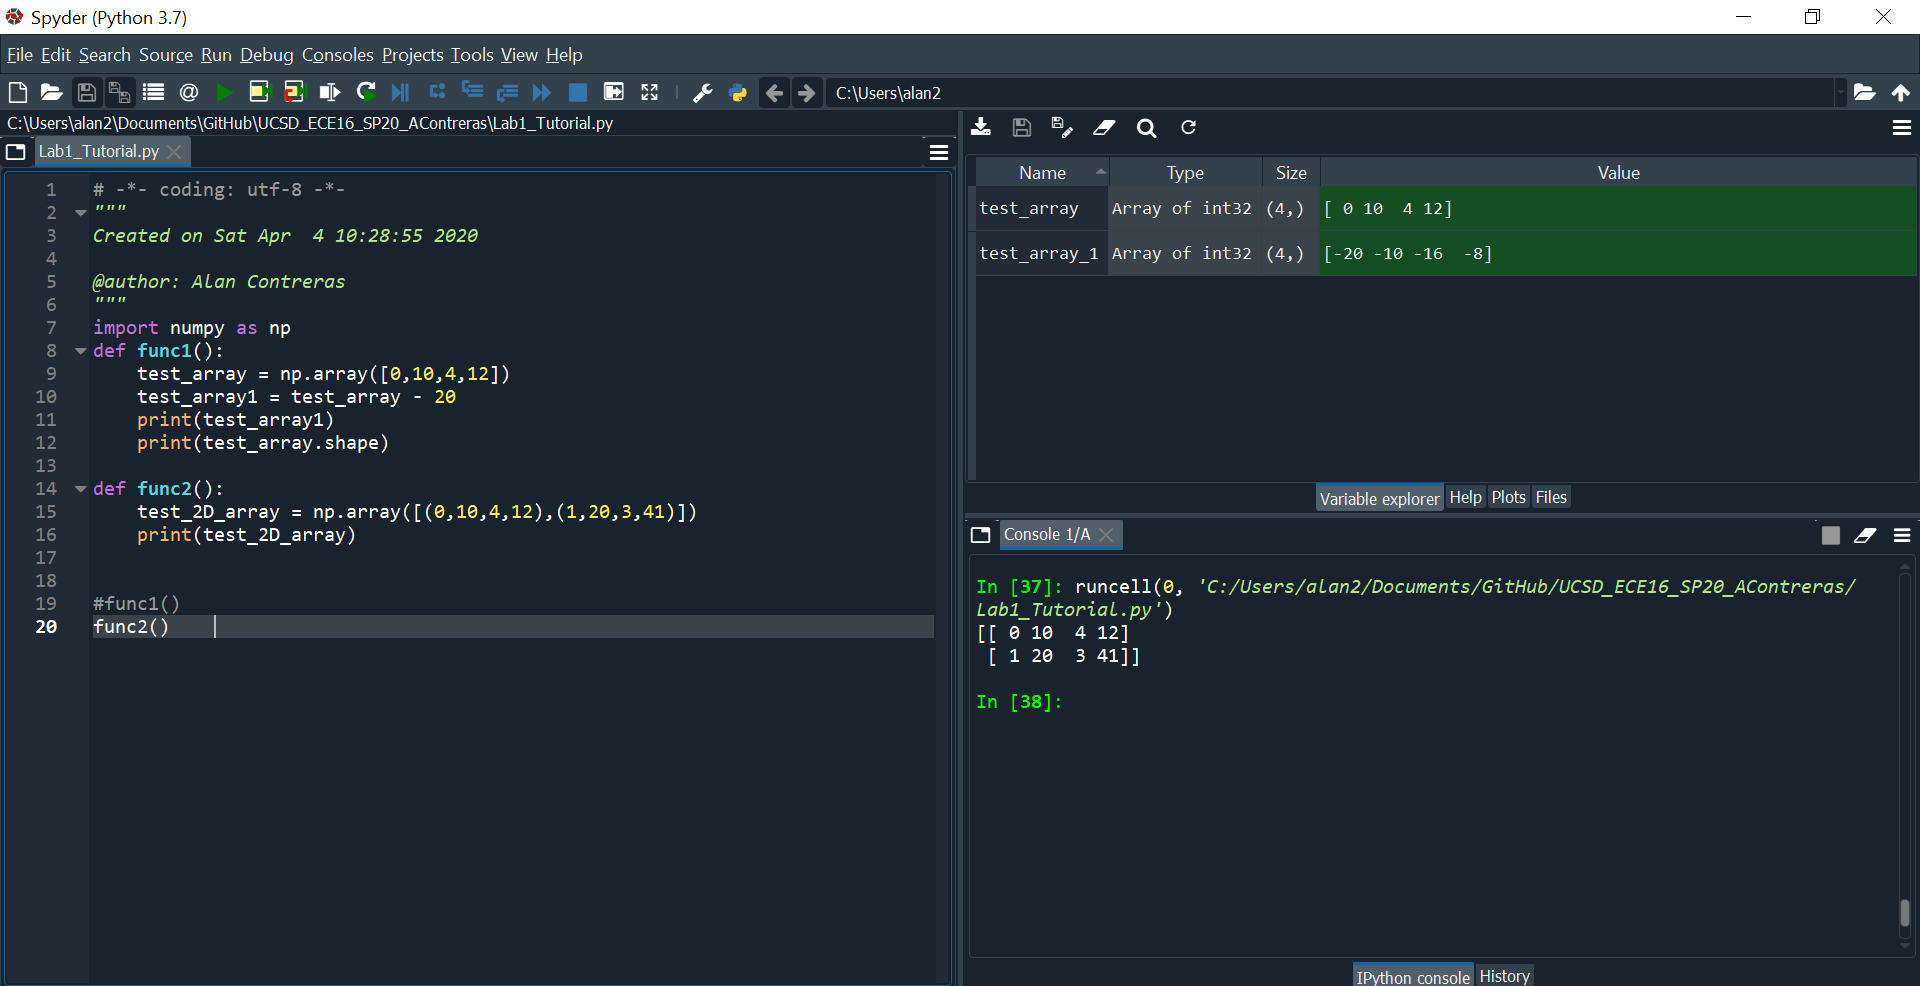 Spyder (Python 3.7)
File Edit Search Source Run Debug Consoles Projects Tools View Help
C:\Users\alan2
C:\Users\alan2\Documents\GitHub\UCSD_ECE16_SP20_AContreras\Lab1_Tutorial.py
Lab1_Tutorial.py
1 # -*- coding: utf-8 -*-
2 """
3 Created on Sat Apr  4 10:28:55 2020
4
5 @author: Alan Contreras
6 """
7 import numpy as np
8 def func1():
9     test_array = np.array([0,10,4,12])
10     test_array1 = test_array - 20
11     print(test_array1)
12     print(test_array.shape)
13
14 def func2():
15     test_2D_array = np.array([(0,10,4,12),(1,20,3,41)])
16     print(test_2D_array)
17
18
19 #func1()
20 func2()
Name Type Size Value
test_array Array of int32 (4,) [ 0 10  4 12]
test_array_1 Array of int32 (4,) [-20 -10 -16  -8]
Variable explorer Help Plots Files
Console 1/A
In [37]: runcell(0, 'C:/Users/alan2/Documents/GitHub/UCSD_ECE16_SP20_AContreras/
Lab1_Tutorial.py')
[[ 0 10  4 12]
 [ 1 20  3 41]]
In [38]:
IPython console History